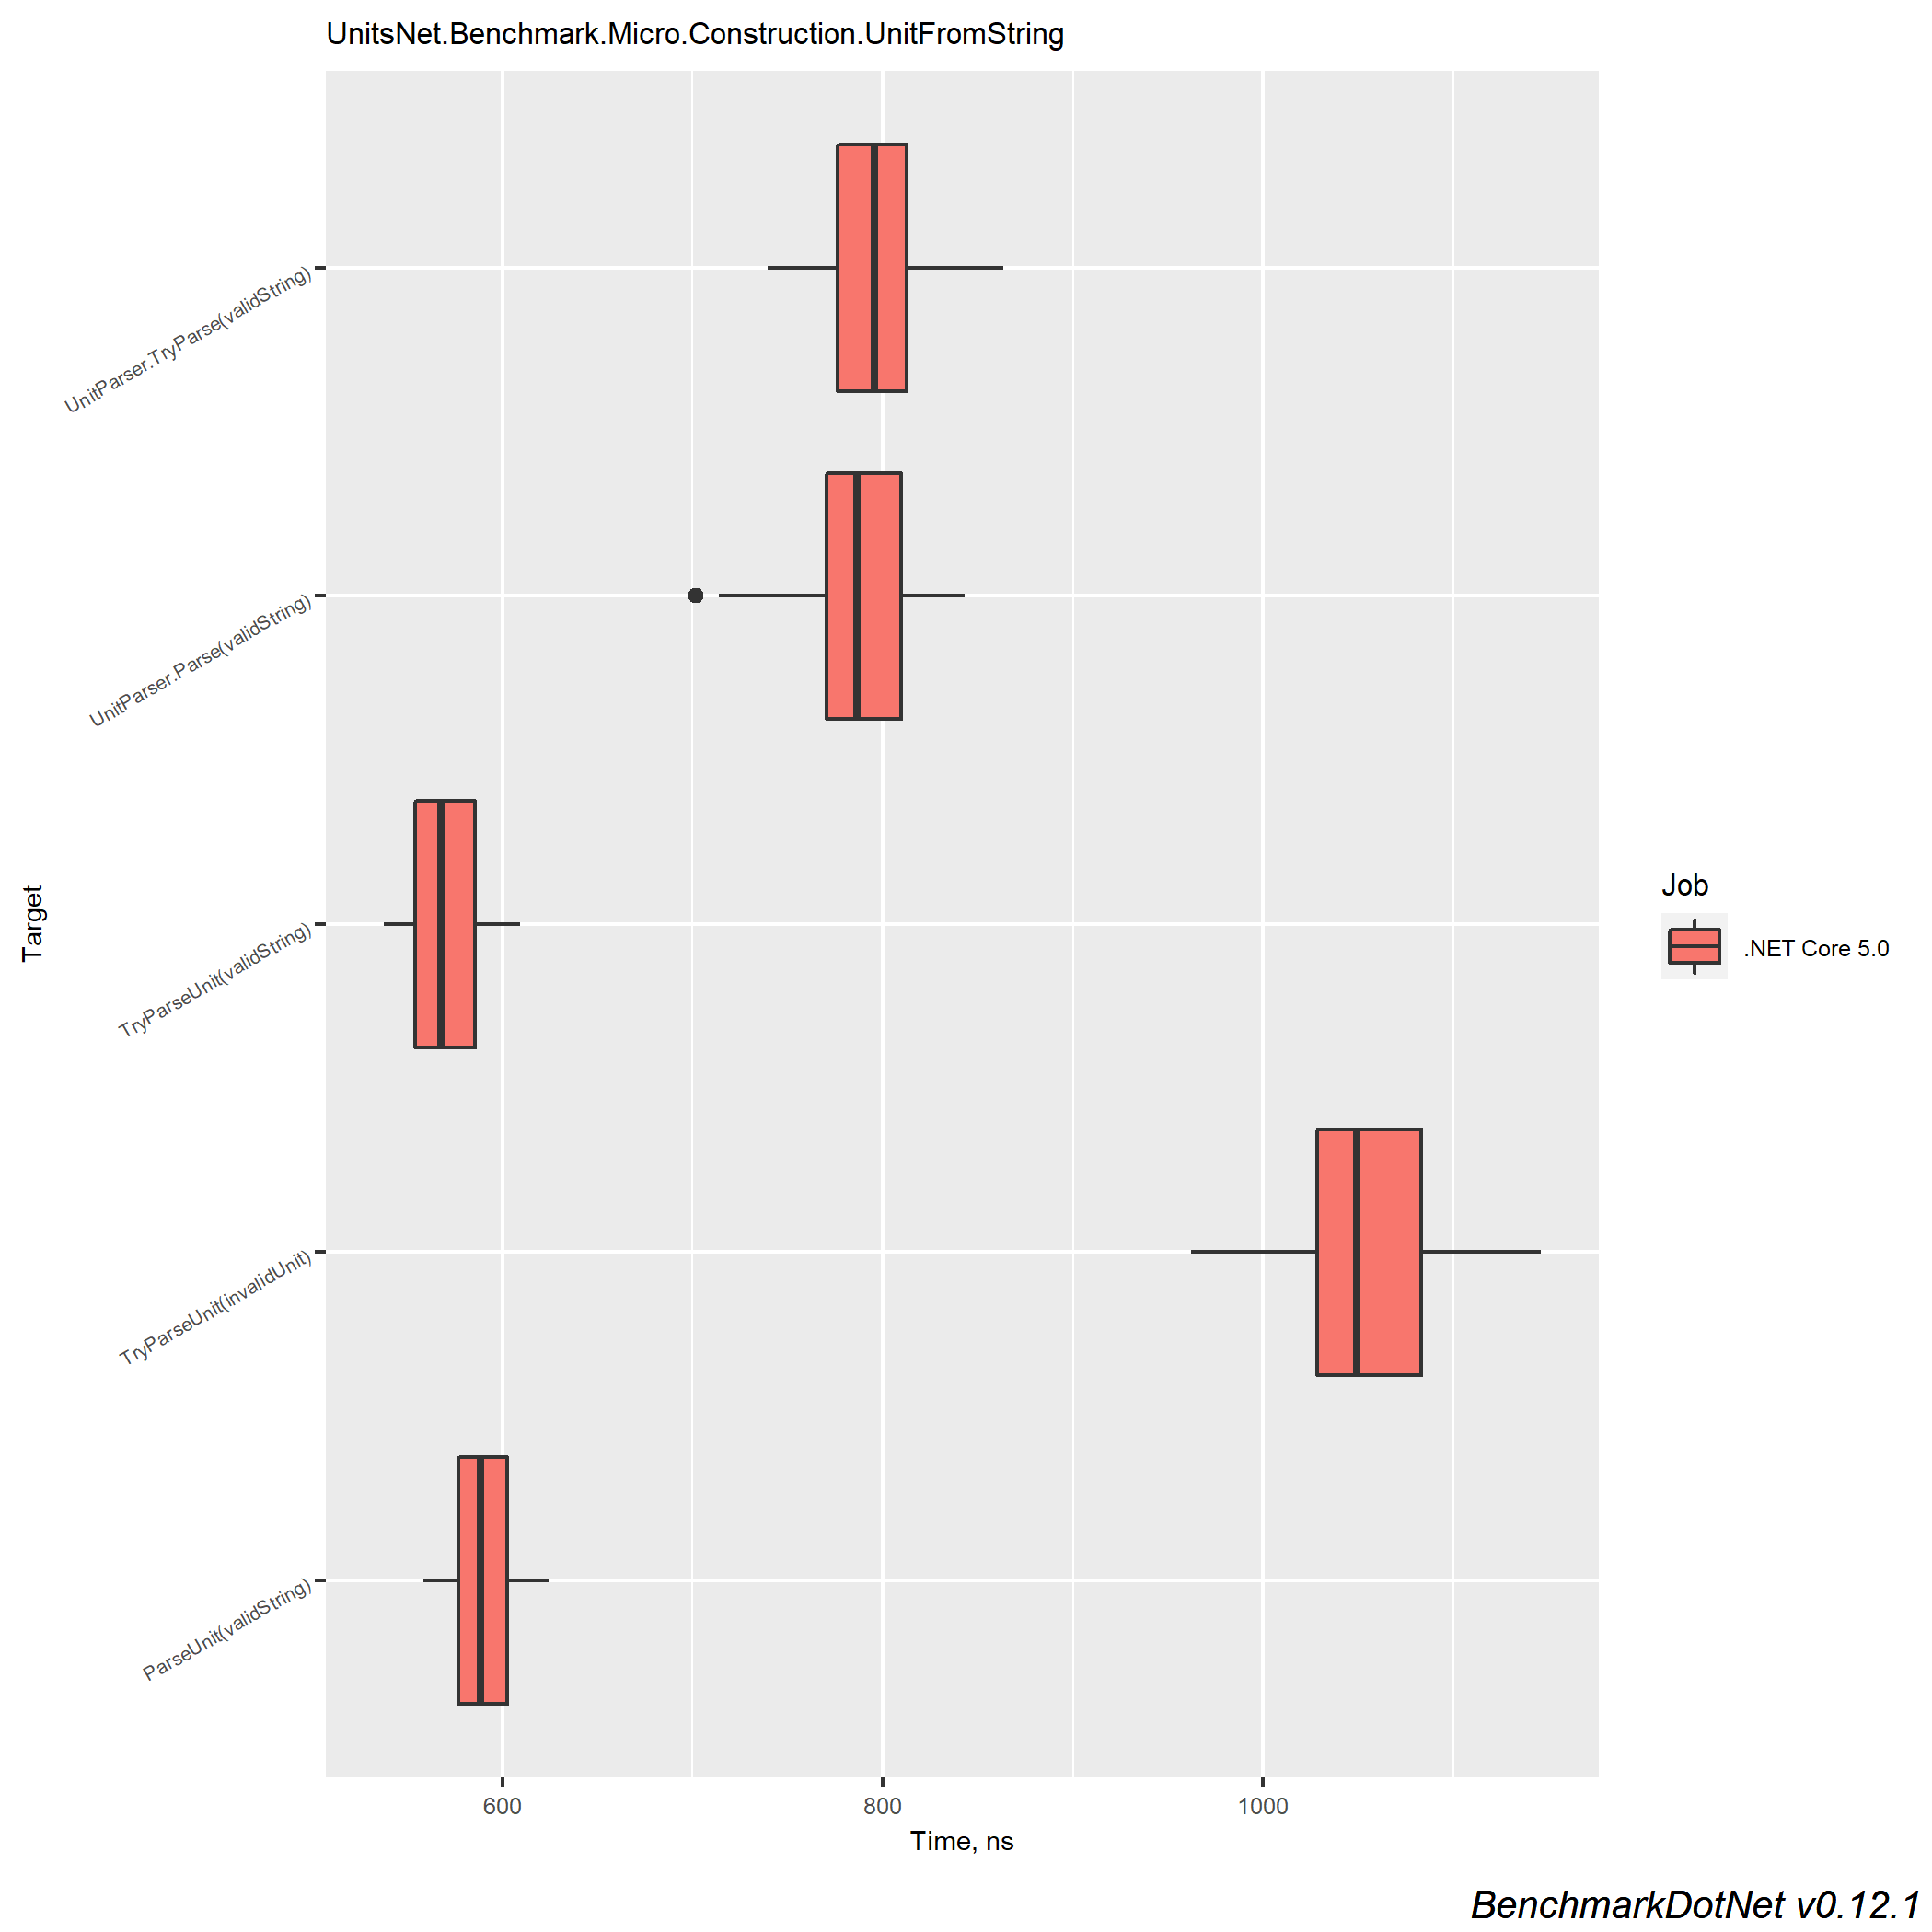 UnitsNet.Benchmark.Micro.Construction.UnitFromString
UnitParser.TryParse(validString)
UnitParser.Parse(validString)
TryParseUnit(validString)
TryParseUnit(invalidUnit)
ParseUnit(validString)
Target
600
800
1000
Time, ns
Job
.NET Core 5.0
BenchmarkDotNet v0.12.1